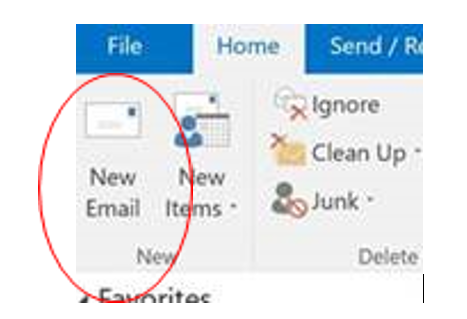 File Home Send / Re
Ignore
Clean Up
New New
Email Items
Junk
New Delete
Favorites